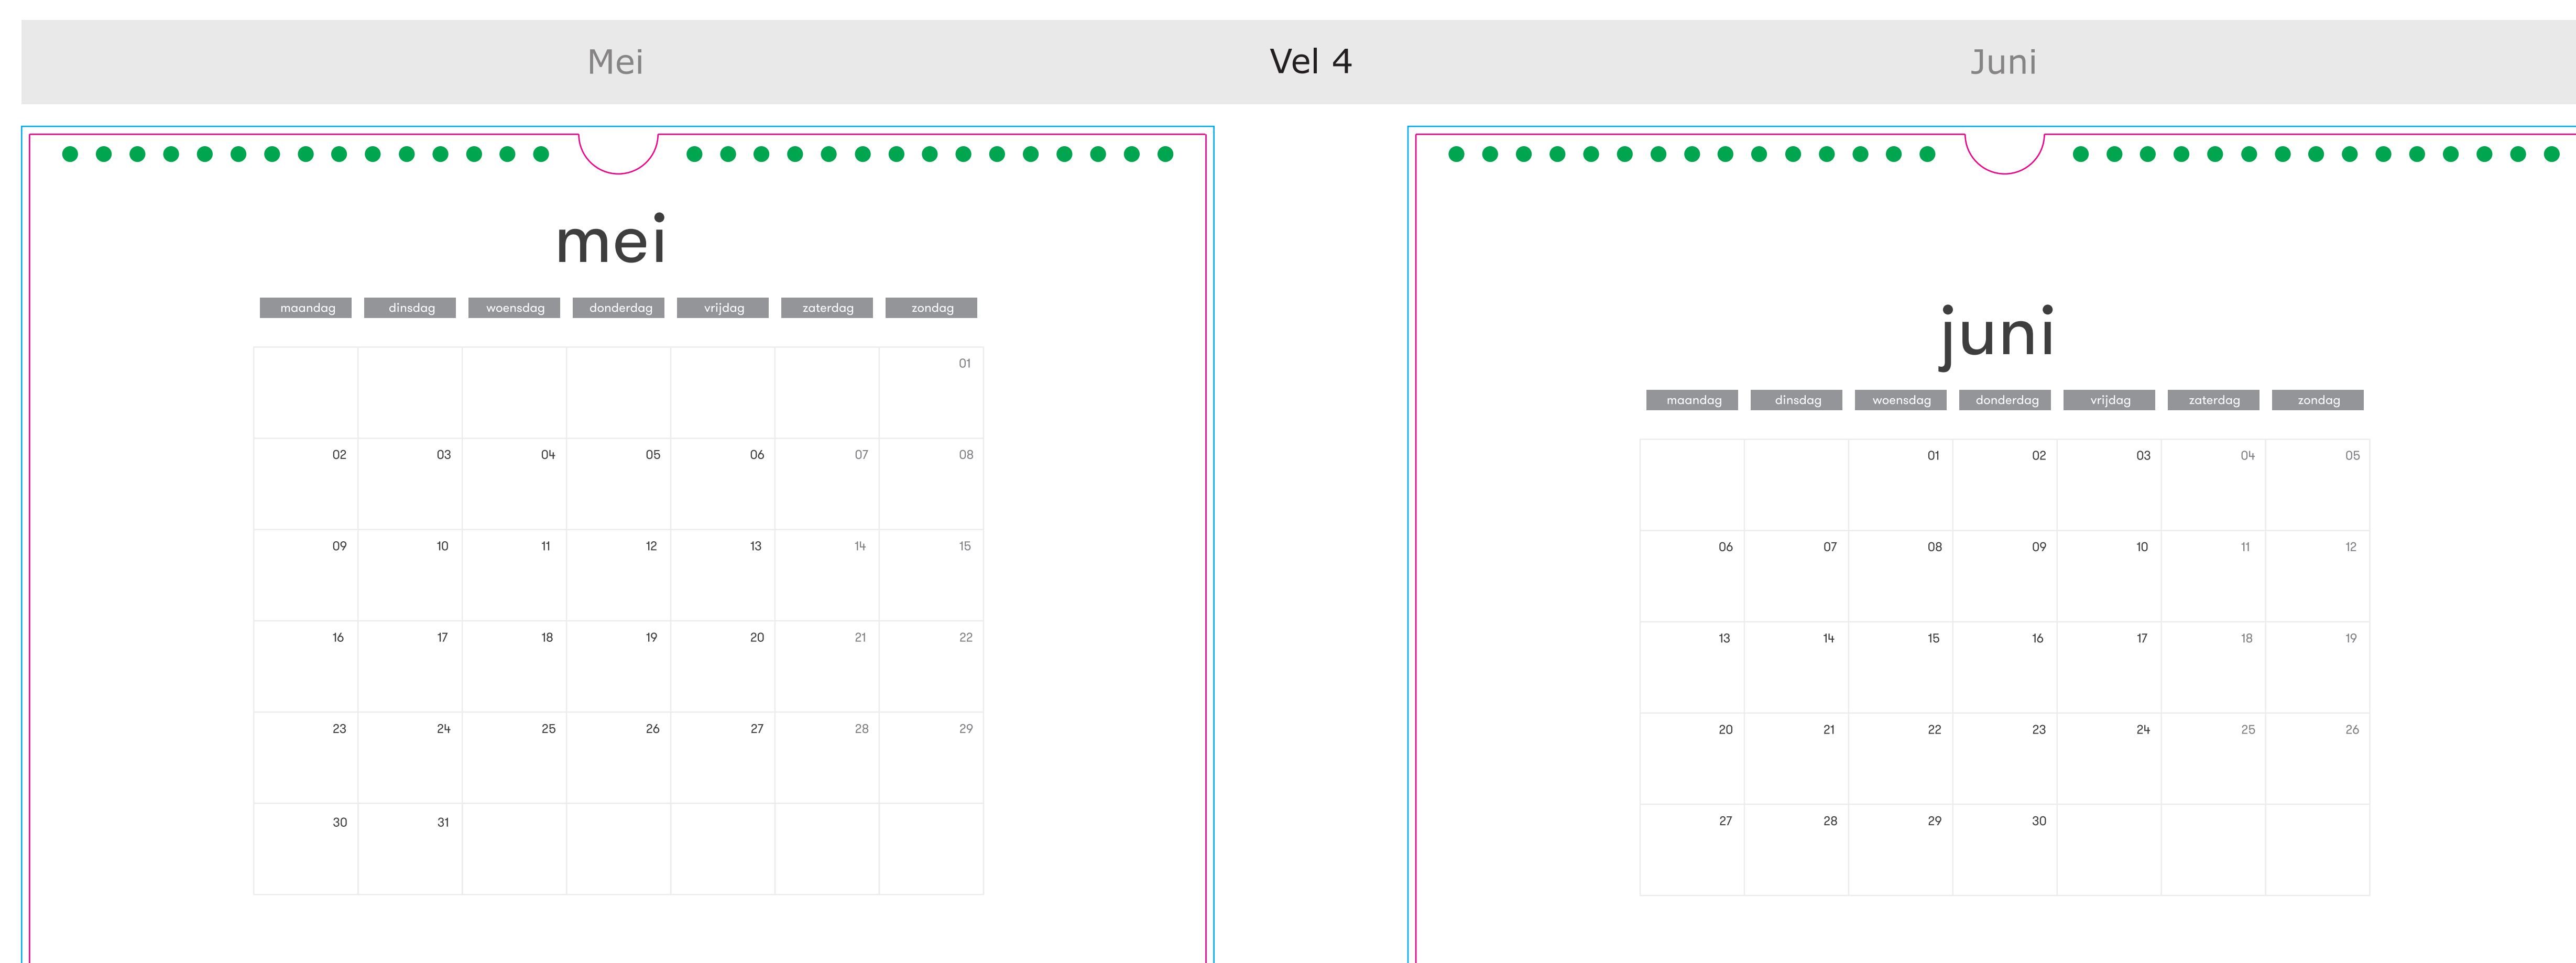 Mei Vel 4 Juni
mei
maandag dinsdag woensdag donderdag vrijdag zaterdag zondag
01
02 03 04 05 06 07 08
09 10 11 12 13 14 15
16 17 18 19 20 21 22
23 24 25 26 27 28 29
30 31
juni
maandag dinsdag woensdag donderdag vrijdag zaterdag zondag
01 02 03 04 05
06 07 08 09 10 11 12
13 14 15 16 17 18 19
20 21 22 23 24 25 26
27 28 29 30